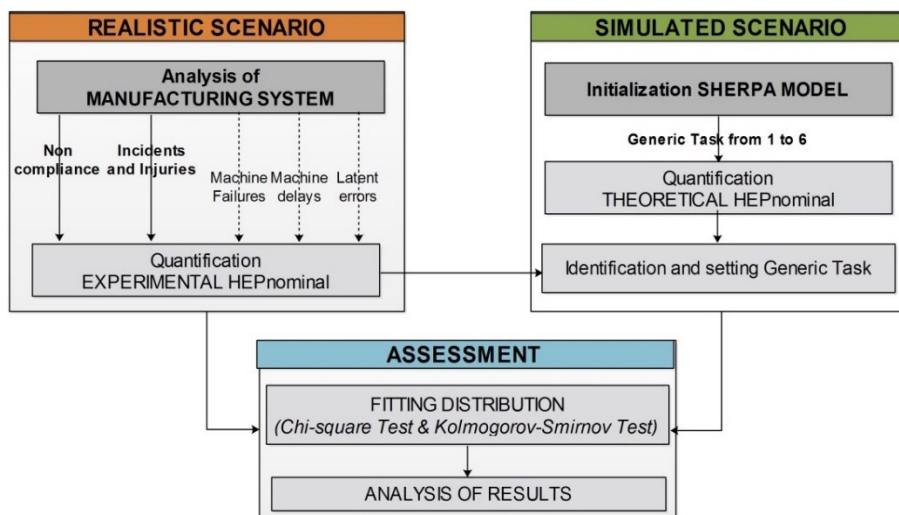 REALISTIC SCENARIO
Analysis of
MANUFACTURING SYSTEM
Non
compliance
Incidents
and Injuries
Machine
Failures
Machine
delays
Latent
errors
Quantification
EXPERIMENTAL HEPnominal
SIMULATED SCENARIO
Initialization SHERPA MODEL
Generic Task from 1 to 6
Quantification
THEORETICAL HEPnominal
Identification and setting Generic Task
ASSESSMENT
FITTING DISTRIBUTION
(Chi-square Test & Kolmogorov-Smirnov Test)
ANALYSIS OF RESULTS